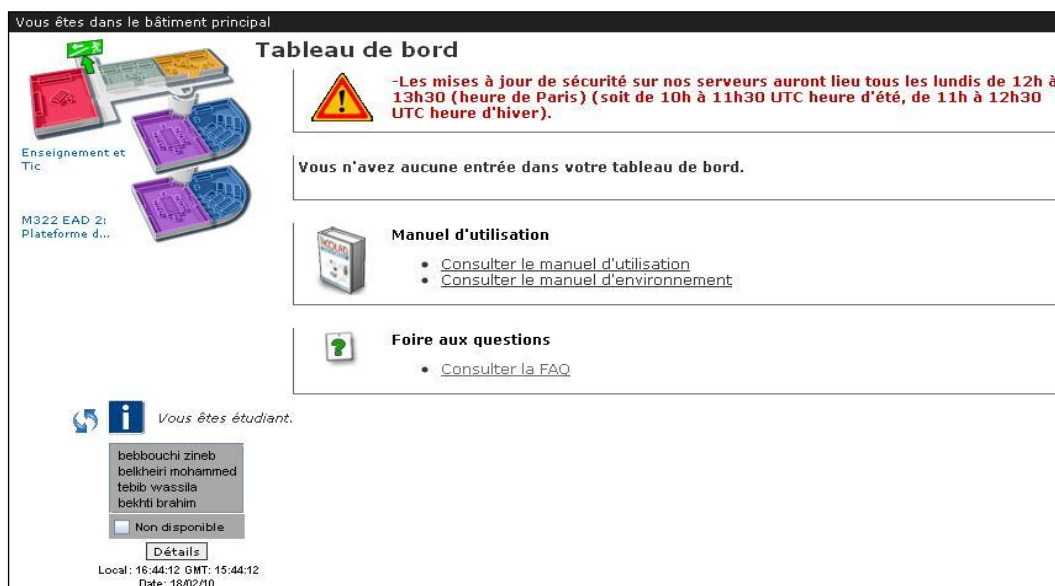 Vous êtes dans le bâtiment principal
Tableau de bord
-Les mises à jour de sécurité sur nos serveurs auront lieu tous les lundis de 12h à
13h30 (heure de Paris) (soit de 10h à 11h30 UTC heure d'été, de 11h à 12h30
UTC heure d'hiver).
Enseignement et
Tic
Vous n'avez aucune entrée dans votre tableau de bord.
M322 EAD 2:
Plateforme d...
Manuel d'utilisation
Consulter le manuel d'utilisation
Consulter le manuel d'environnement
Foire aux questions
Consulter la FAQ
Vous êtes étudiant.
bebbouchi zineb
belkheiri mohammed
tebib wassila
bekhti brahim
Non disponible
Détails
Local: 16:44:12 GMT: 15:44:12
Date: 18/02/10